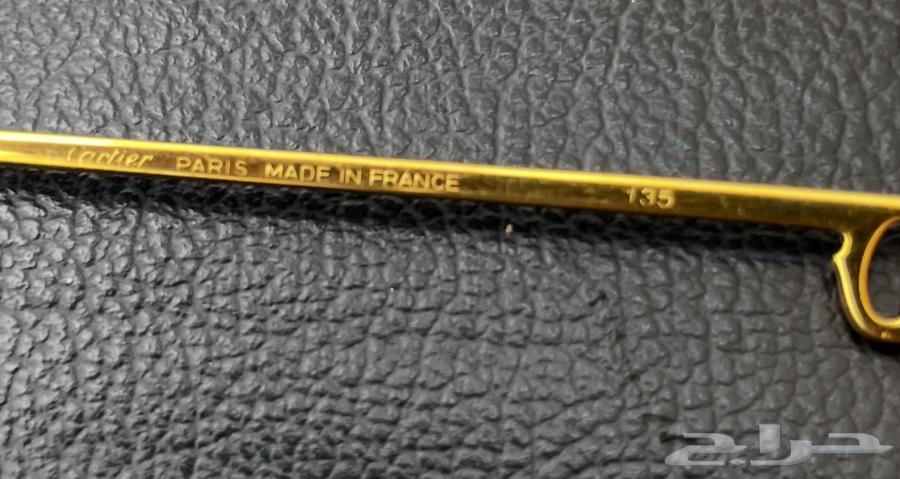 Cartier PARIS MADE IN FRANCE 135
حراج